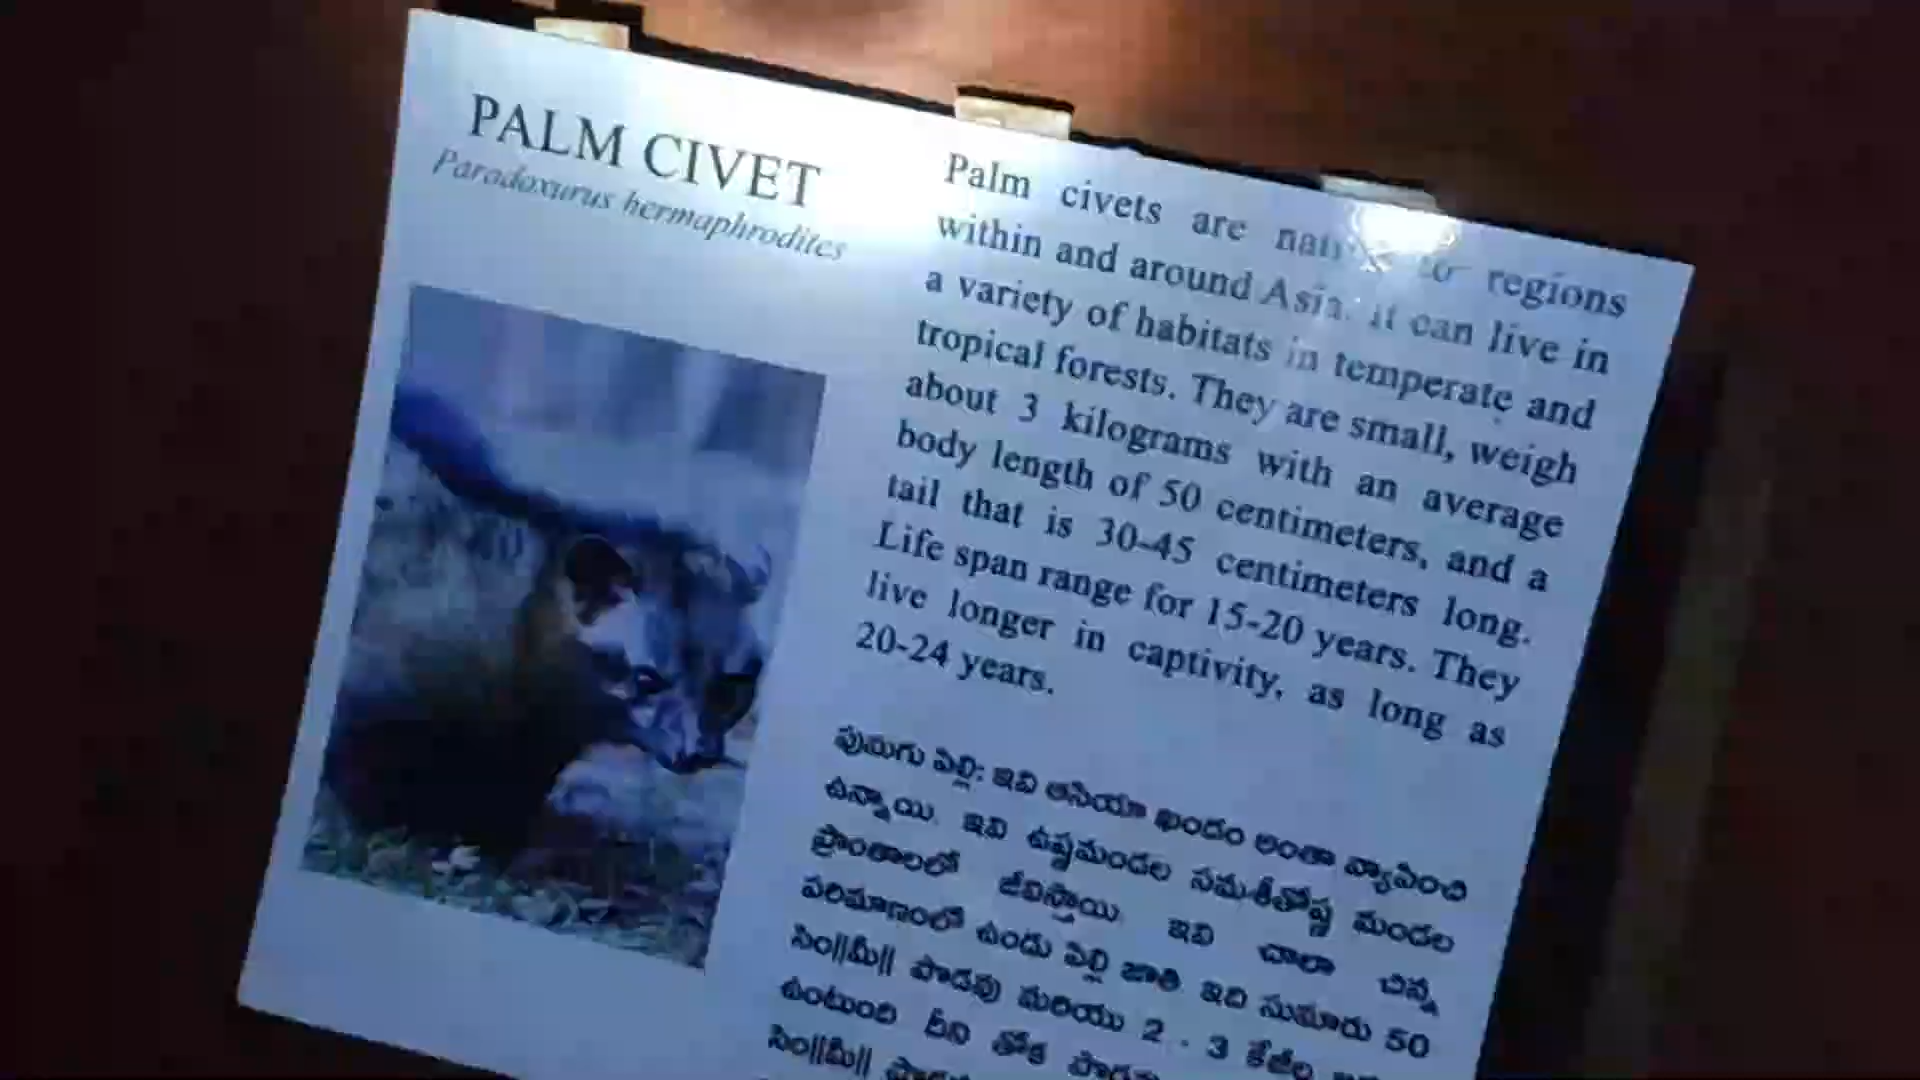 PALM CIVET
Paradoxurus hermaphrodites
Palm civets are native to regions
within and around Asia. it can live in
a variety of habitats in temperate and
tropical forests. They are small, weigh
about 3 kilograms with an average
body length of 50 centimeters, and a
tail that is 30-45 centimeters long.
Life span range for 15-20 years. They
live longer in captivity, as long as
20-24 years.
పునుగు పిల్లి: ఇవి ఆసియా ఖండం అంతా వ్యాపించి
ఉన్నాయి. ఇవి ఉష్ణమండల సమశీతోష్ణ మండల
ప్రాంతాలలో జీవిస్తాయి. ఇవి చాలా చిన్న
పరిమాణంలో ఉండు పిల్లి జాతి. ఇది సుమారు 50
సెం||మీ|| పొడవు మరియు 2 - 3 కేజీల
ఉంటుంది దీని తోక పొడవు
సెం||మీ||